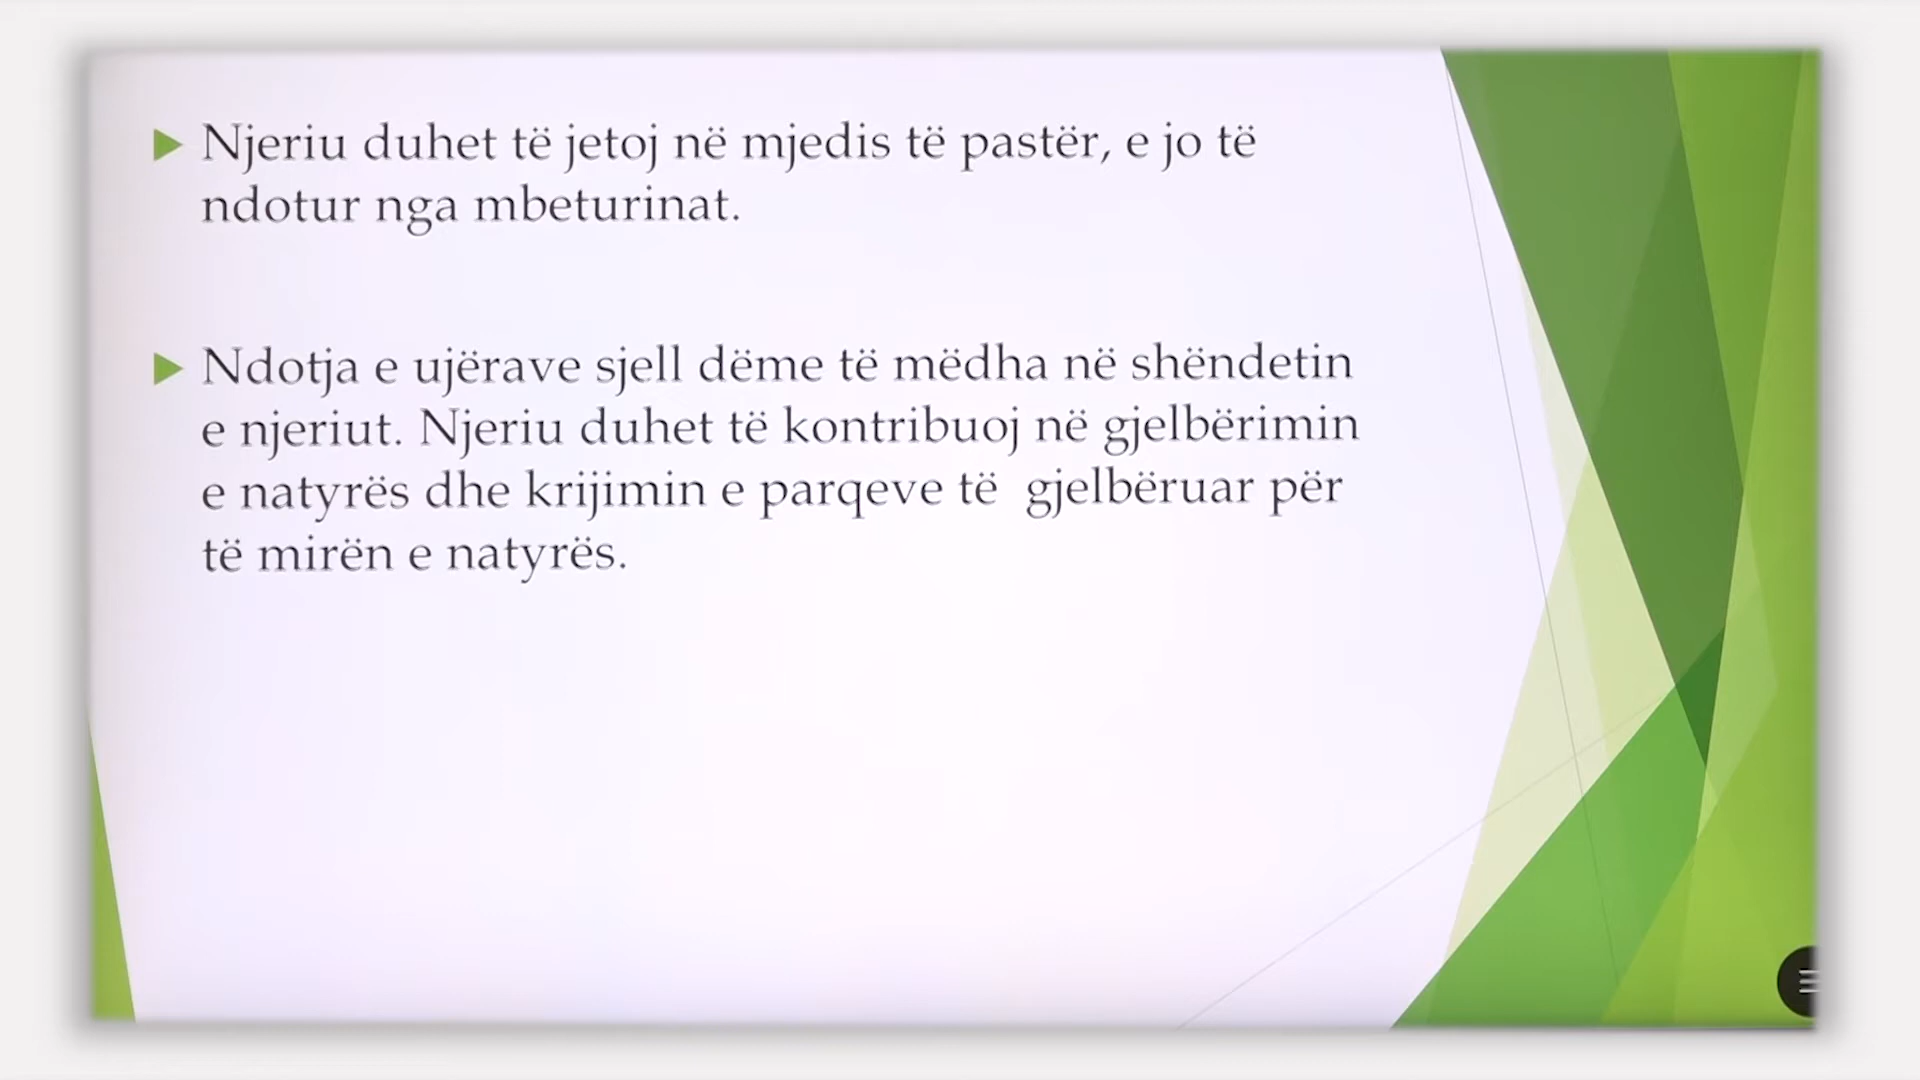 Njeriu duhet të jetoj në mjedis të pastër, e jo të
ndotur nga mbeturinat.
Ndotja e ujërave sjell dëme të mëdha në shëndetin
e njeriut. Njeriu duhet të kontribuoj në gjelbërimin
e natyrës dhe krijimin e parqeve të  gjelbëruar për
të mirën e natyrës.